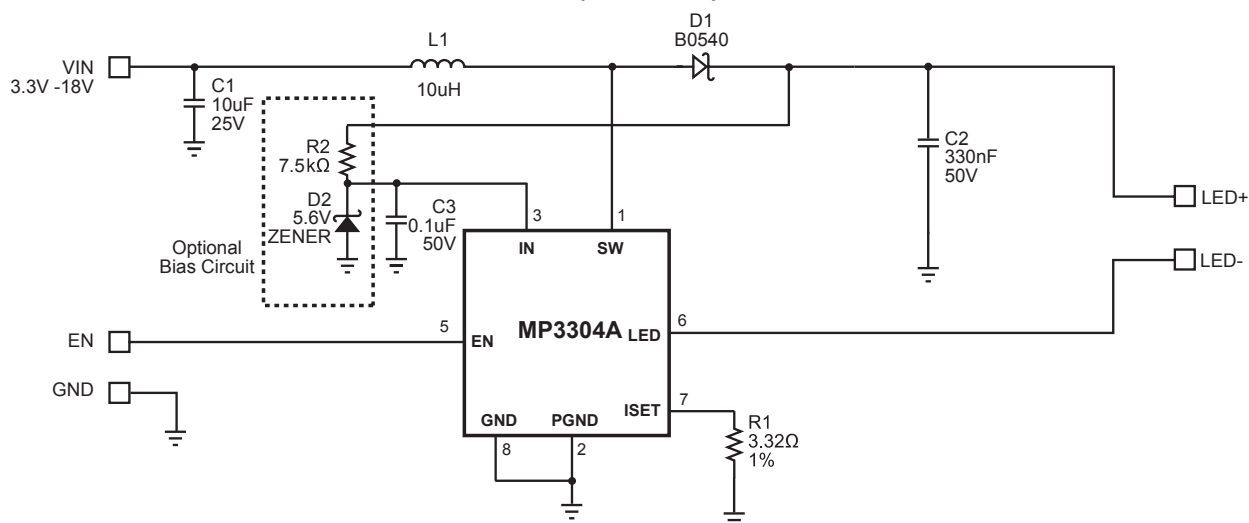 D1
B0540
L1
10uH
VIN
3.3V -18V
C1
10uF
25V
R2
7.5kΩ
D2
5.6V
ZENER
C3
0.1uF
50V
Optional
Bias Circuit
C2
330nF
50V
LED+
LED-
3
1
IN
SW
MP3304A
5
EN
EN
LED
6
GND
ISET
7
GND
PGND
8
2
R1
3.32Ω
1%